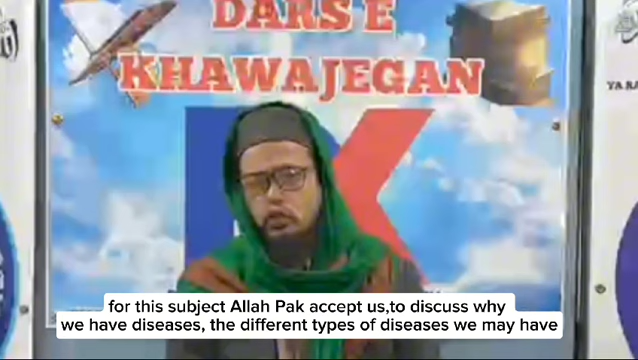 DARS E
KHAWAJEGAN
YA RA
for this subject Allah Pak accept us,to discuss why
we have diseases, the different types of diseases we may have